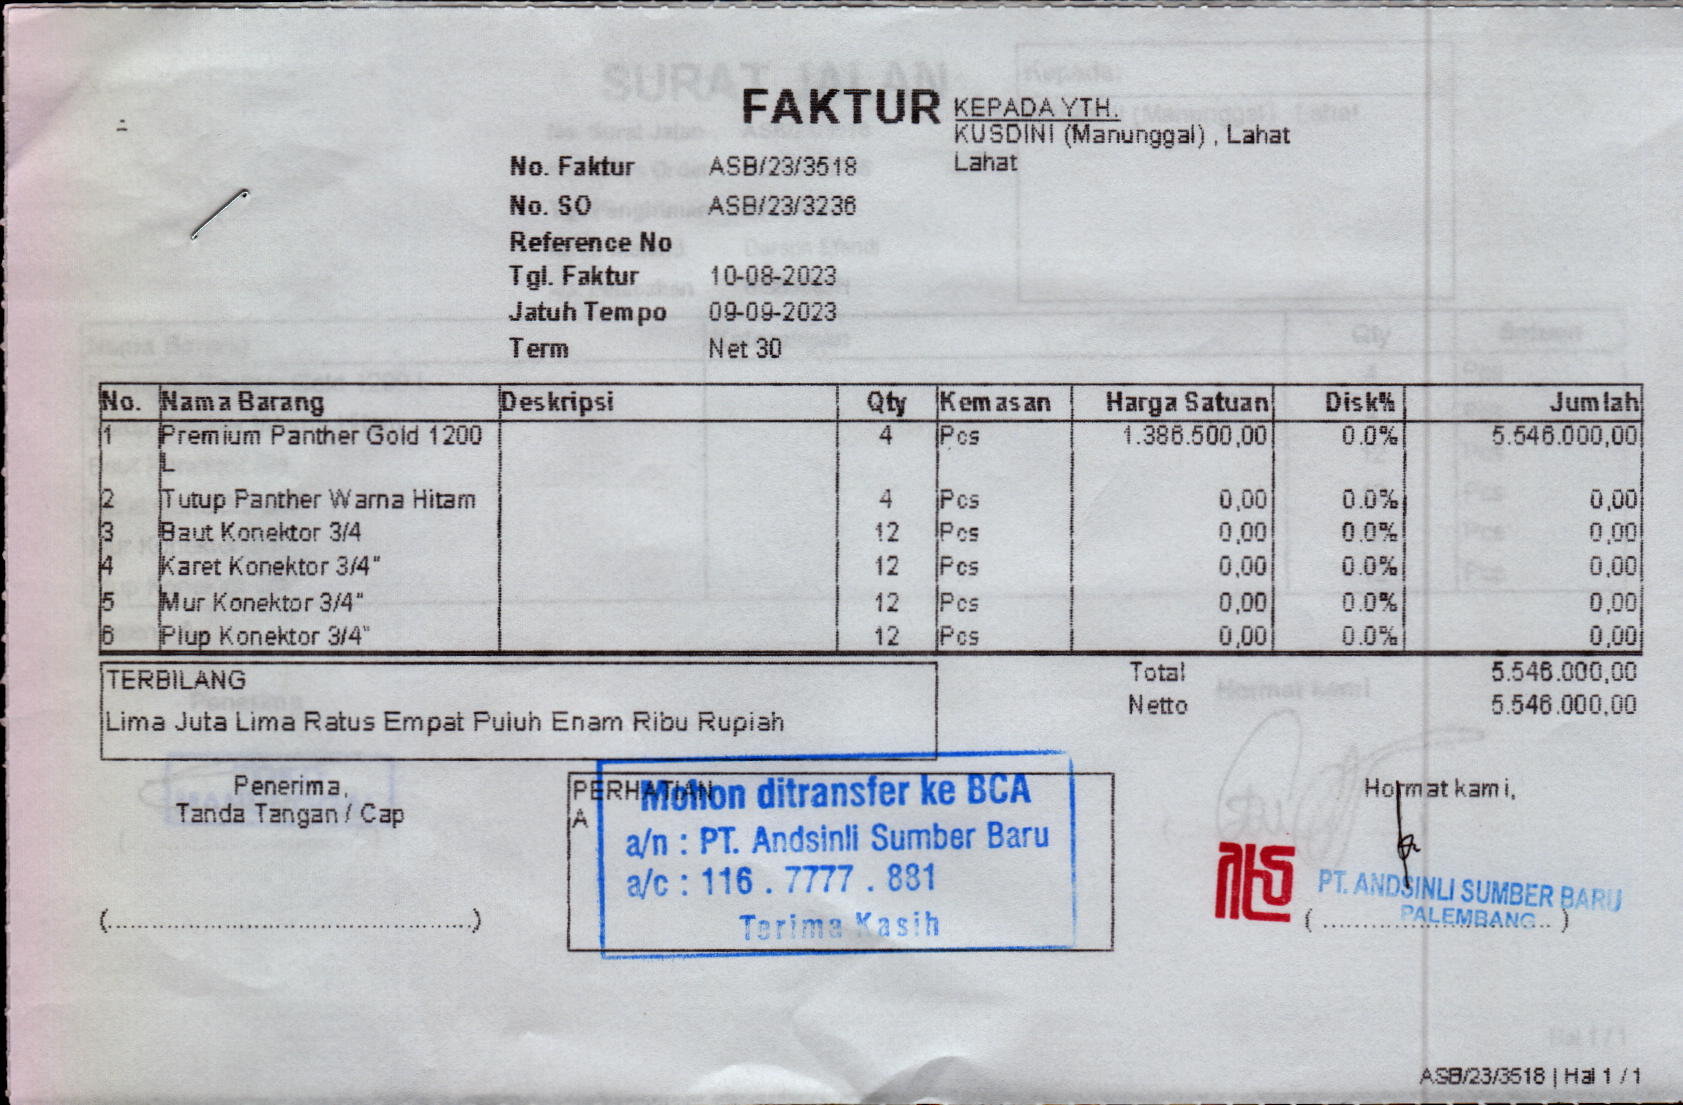 FAKTUR
KEPADA YTH.
KUSDINI (Manunggal) , Lahat
Lahat
No. Faktur ASB/23/3518
No. SO ASB/23/3236
Reference No
Tgl. Faktur 10-08-2023
Jatuh Tempo 09-09-2023
Term Net 30
No. Nama Barang Deskripsi Qty Kemasan Harga Satuan Disk% Jumlah
1 Premium Panther Gold 1200 4 Pcs 1.386.500,00 0.0% 5.546.000,00
L
2 Tutup Panther Warna Hitam 4 Pcs 0,00 0.0% 0,00
3 Baut Konektor 3/4 12 Pcs 0,00 0.0% 0,00
4 Karet Konektor 3/4" 12 Pcs 0,00 0.0% 0,00
5 Mur Konektor 3/4" 12 Pcs 0,00 0.0% 0,00
6 Plup Konektor 3/4" 12 Pcs 0,00 0.0% 0,00
Total 5.546.000,00
Netto 5.546.000,00
TERBILANG
Lima Juta Lima Ratus Empat Puluh Enam Ribu Rupiah
Penerima,
Tanda Tangan / Cap
(............................................)
PERHATIAN
A
Mohon ditransfer ke BCA
a/n : PT. Andsinli Sumber Baru
a/c : 116 . 7777 . 881
Terima Kasih
Hormat kami,
PT. ANDSINLI SUMBER BARU
PALEMBANG
ASB/23/3518 | Hal 1 / 1